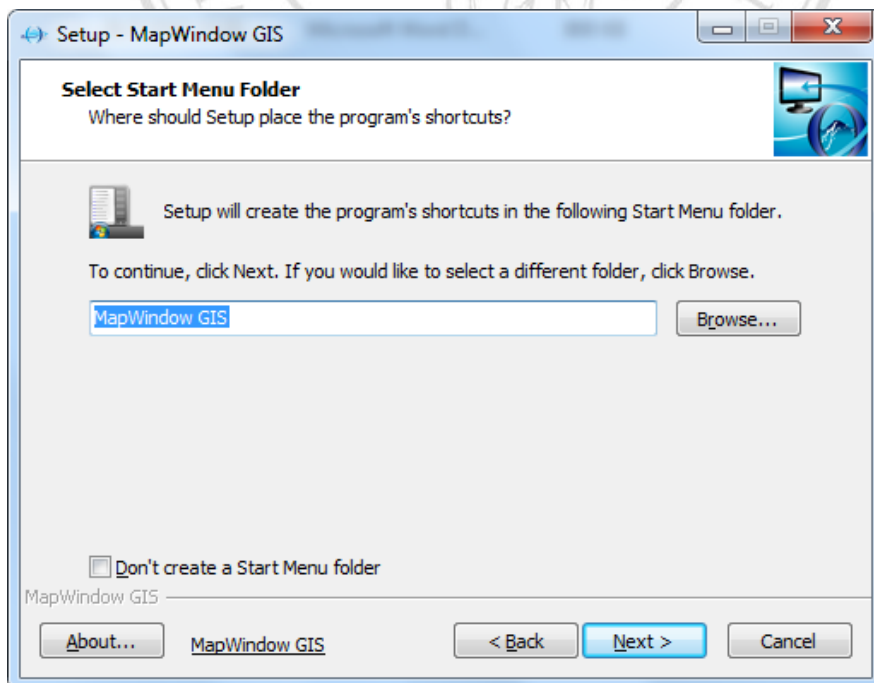 Setup - MapWindow GIS
Select Start Menu Folder
Where should Setup place the program's shortcuts?
Setup will create the program's shortcuts in the following Start Menu folder.
To continue, click Next. If you would like to select a different folder, click Browse.
MapWindow GIS
Browse...
Don't create a Start Menu folder
MapWindow GIS
About...
MapWindow GIS
< Back
Next >
Cancel